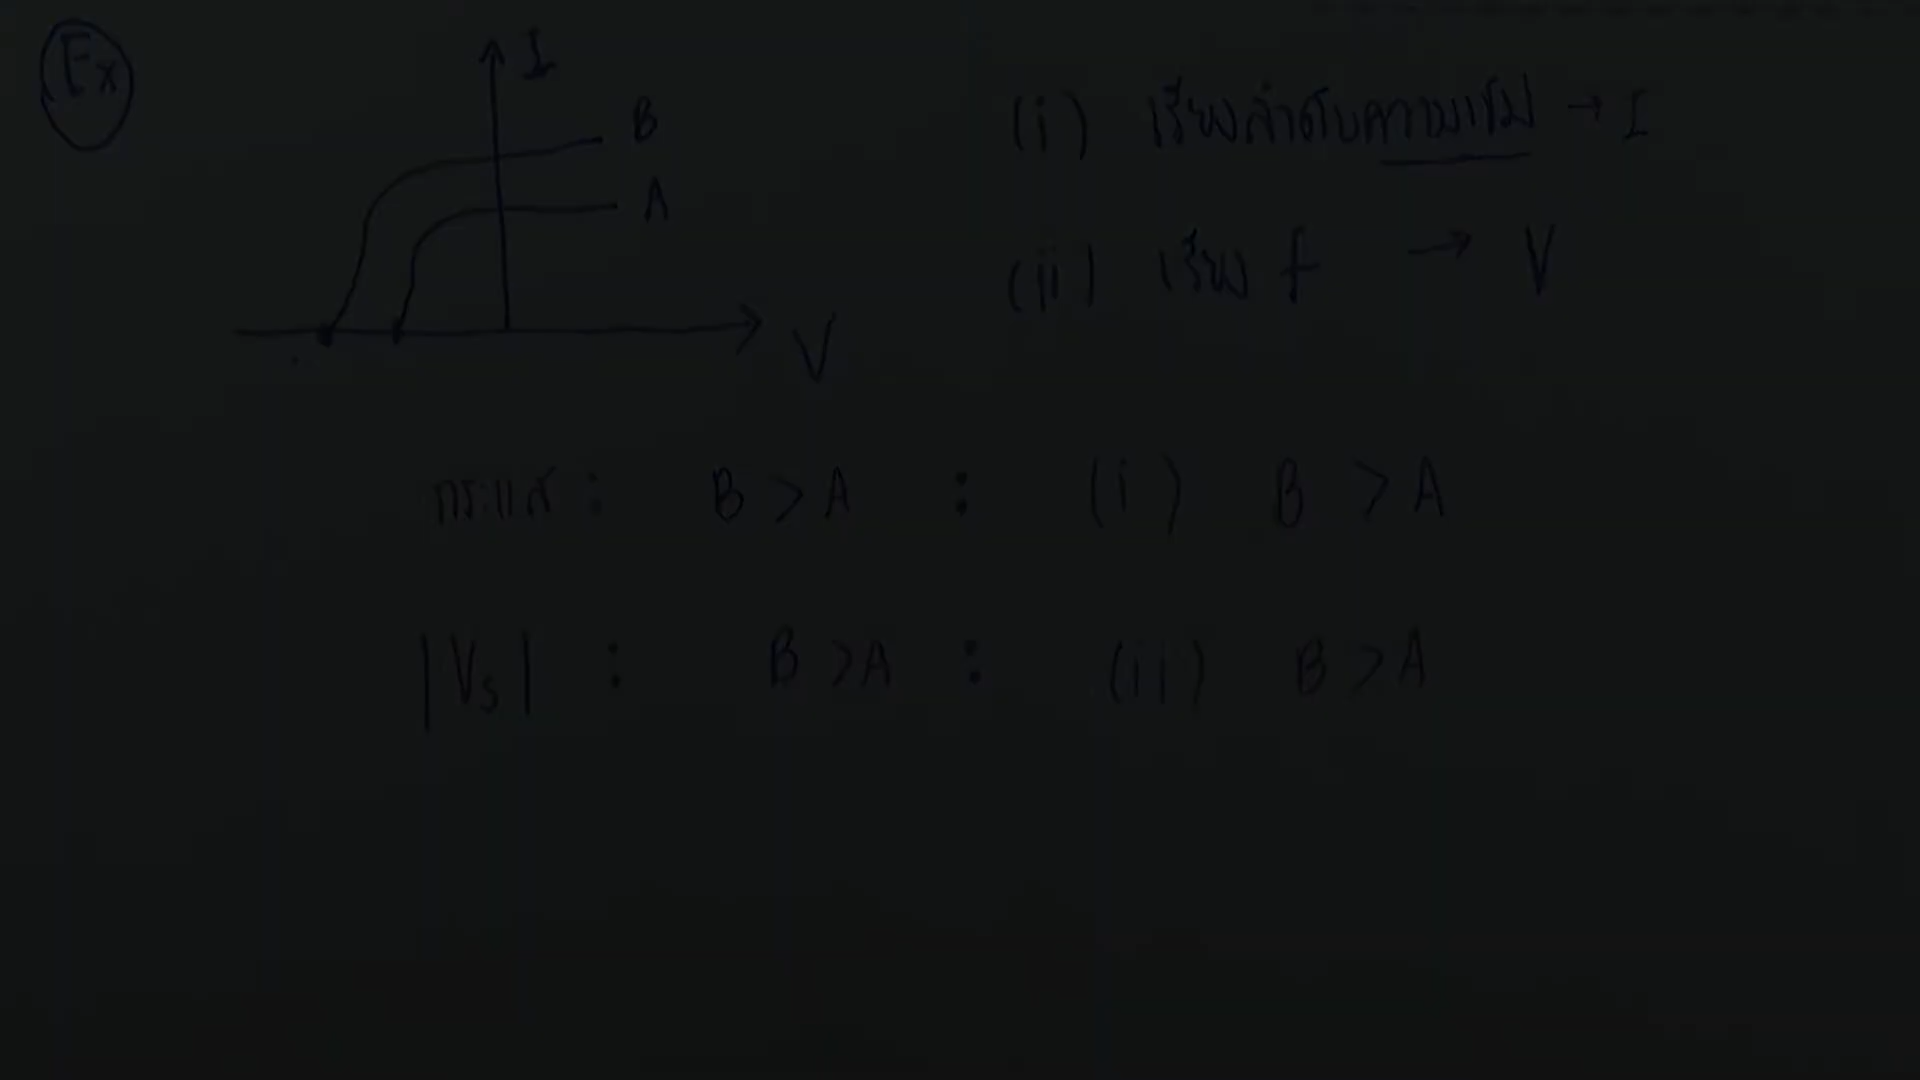 Ex
I
B
A
V
(i) เรียงลำดับความเข้ม → I
(ii) เรียง f → V
กระแส : B > A : (i) B > A
|Vs| : B > A : (ii) B > A